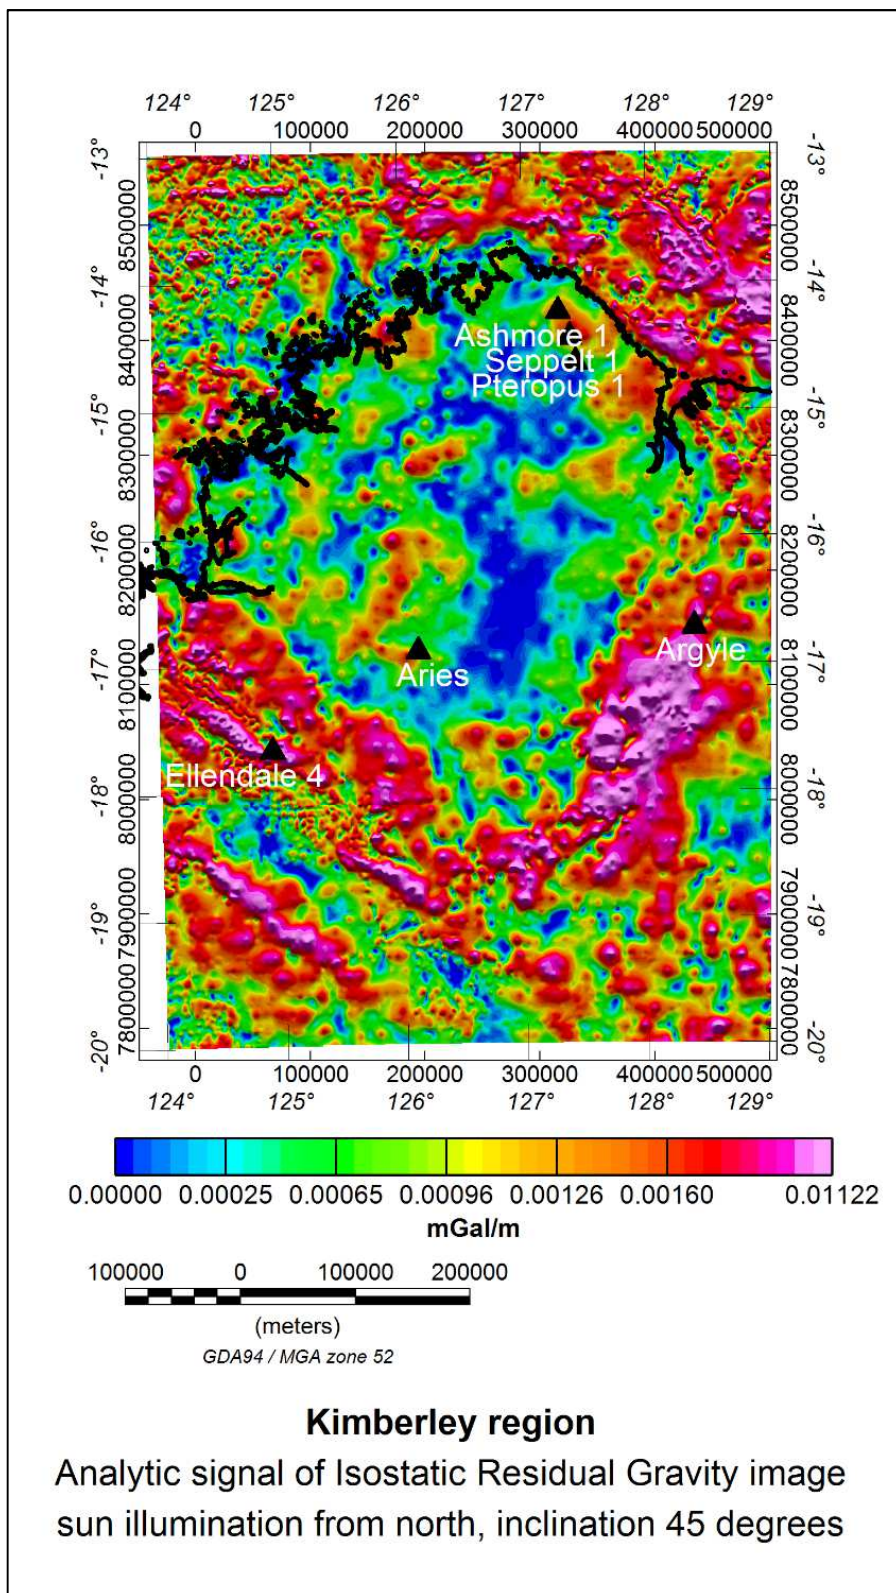 124° 125° 126° 127° 128° 129°
0 100000 200000 300000 400000 500000
-13° -13°
8500000 8500000
-14° -14°
8400000 8400000
Ashmore 1
Seppelt 1
Pteropus 1
-15° -15°
8300000 8300000
-16° -16°
8200000 8200000
Argyle
Aries
-17° -17°
8100000 8100000
Ellendale 4
-18° -18°
8000000 8000000
-19° -19°
7900000 7900000
7800000 7800000
-20° -20°
0 100000 200000 300000 400000 500000
124° 125° 126° 127° 128° 129°
0.00000 0.00025 0.00065 0.00096 0.00126 0.00160 0.01122
mGal/m
100000 0 100000 200000
(meters)
GDA94 / MGA zone 52
Kimberley region
Analytic signal of Isostatic Residual Gravity image
sun illumination from north, inclination 45 degrees